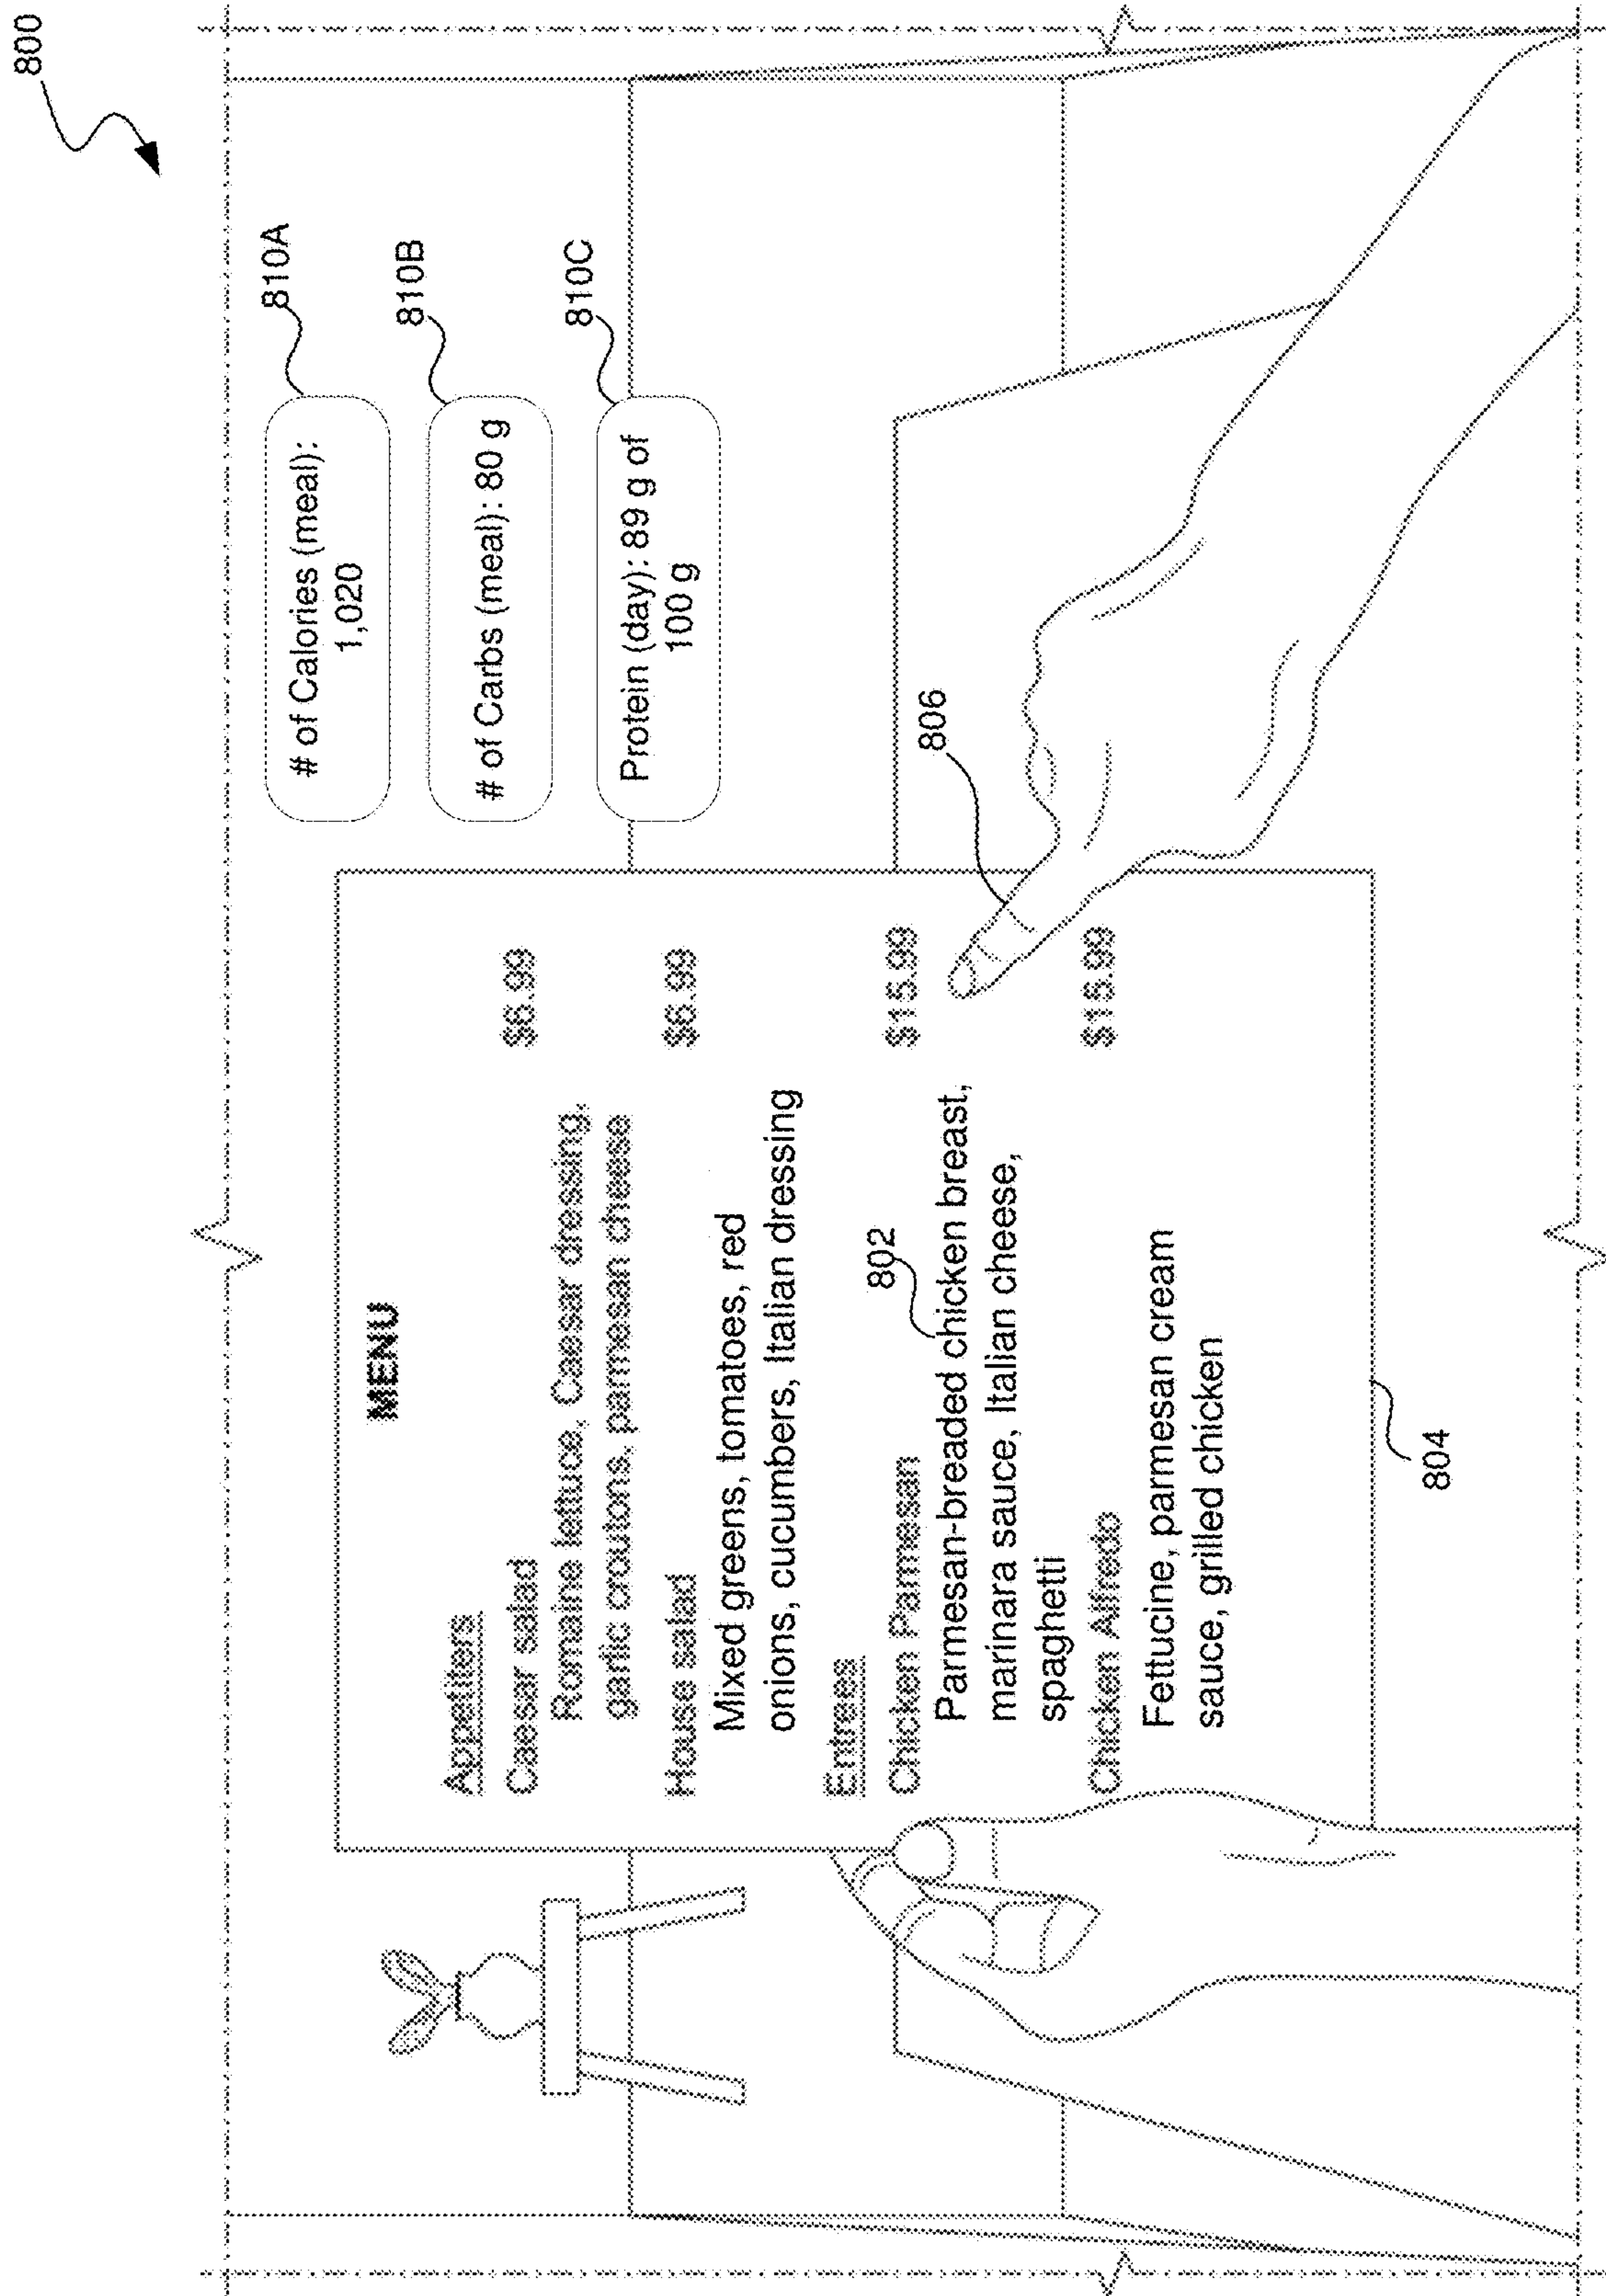 800
# of Calories (meal):
1,020
810A
# of Carbs (meal): 80 g
810B
Protein (day): 89 g of
100 g
810C
MENU
Appetiters
Caesar salad $6.99
Romaine lettuce, Caesar dressing,
garlic croutons, parmesan cheese
House salad $6.99
Mixed greens, tomatoes, red
onions, cucumbers, Italian dressing
Entrees
802
Chicken Parmesan $15.99
Parmesan-breaded chicken breast,
marinara sauce, Italian cheese,
spaghetti
806
Chicken Alfredo $15.99
Fettucine, parmesan cream
sauce, grilled chicken
804